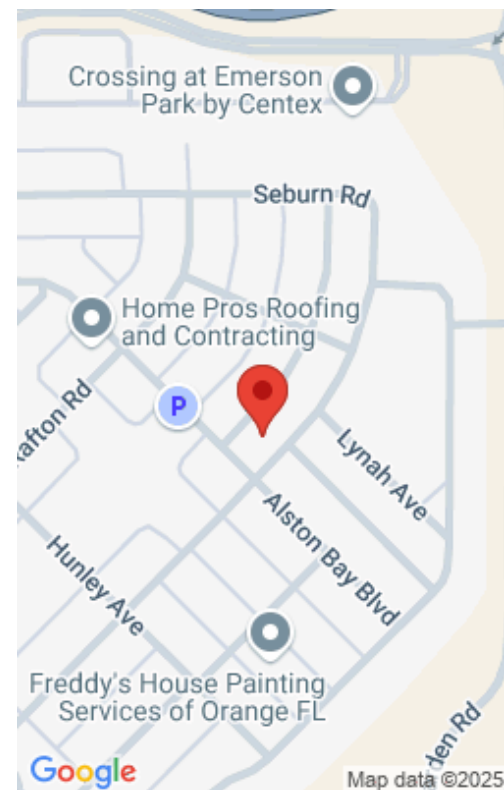 Crossing at Emerson
Park by Centex
Seburn Rd
Home Pros Roofing
and Contracting
P
Lynah Ave
Alston Bay Blvd
Hunley Ave
Freddy's House Painting
Services of Orange FL
Google
Map data ©2025